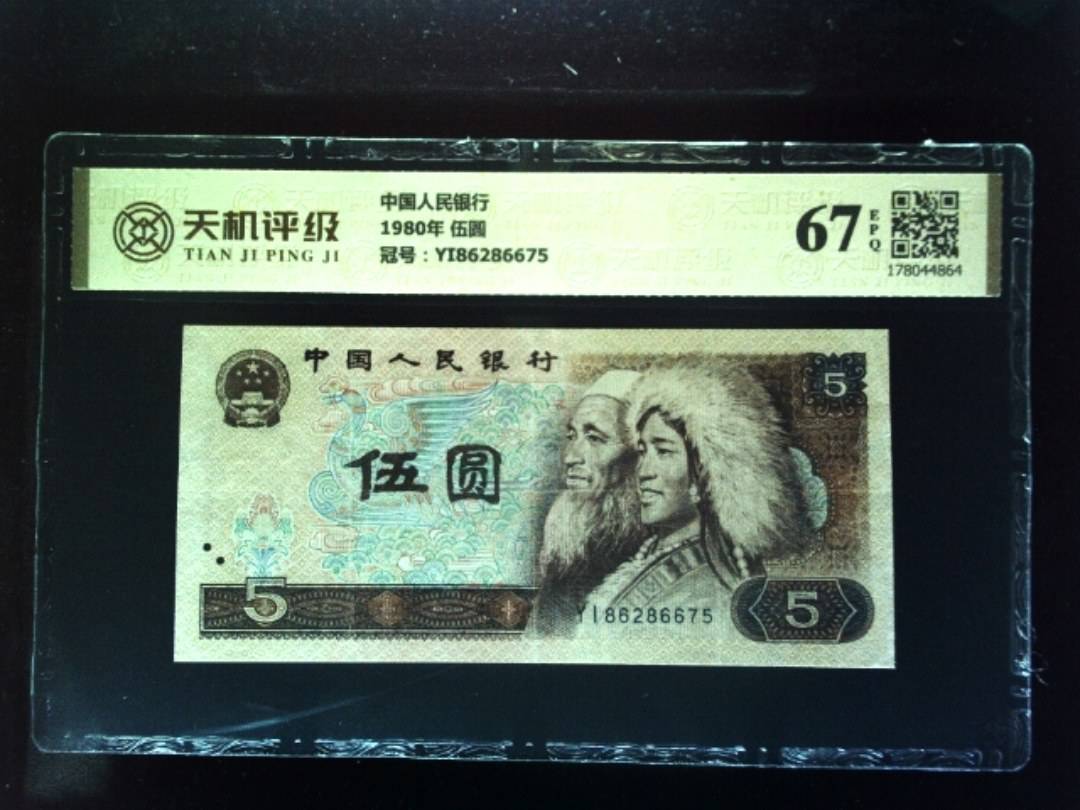 天机评级
TIAN JI PING JI
中国人民银行
1980年 伍圆
冠号：YI86286675
67
EPQ
178044864
中国人民银行
5
伍圆
5
YI86286675
5